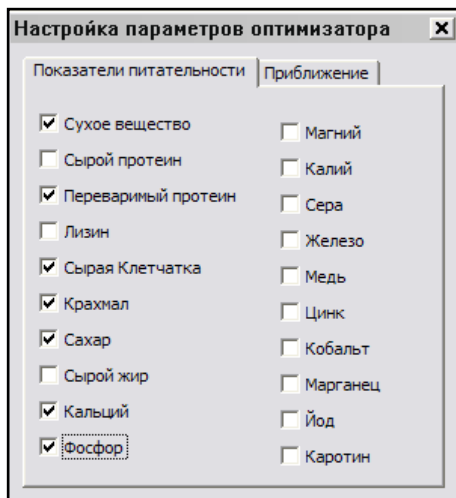 Настройка параметров оптимизатора
Показатели питательности
Приближение
Сухое вещество
Сырой протеин
Переваримый протеин
Лизин
Сырая Клетчатка
Крахмал
Сахар
Сырой жир
Кальций
Фосфор
Магний
Калий
Сера
Железо
Медь
Цинк
Кобальт
Марганец
Йод
Каротин